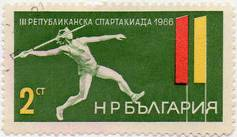 III РЕПУБЛИКАНСКА СПАРТАКИАДА 1966
2 СТ
НР БЪЛГАРИЯ